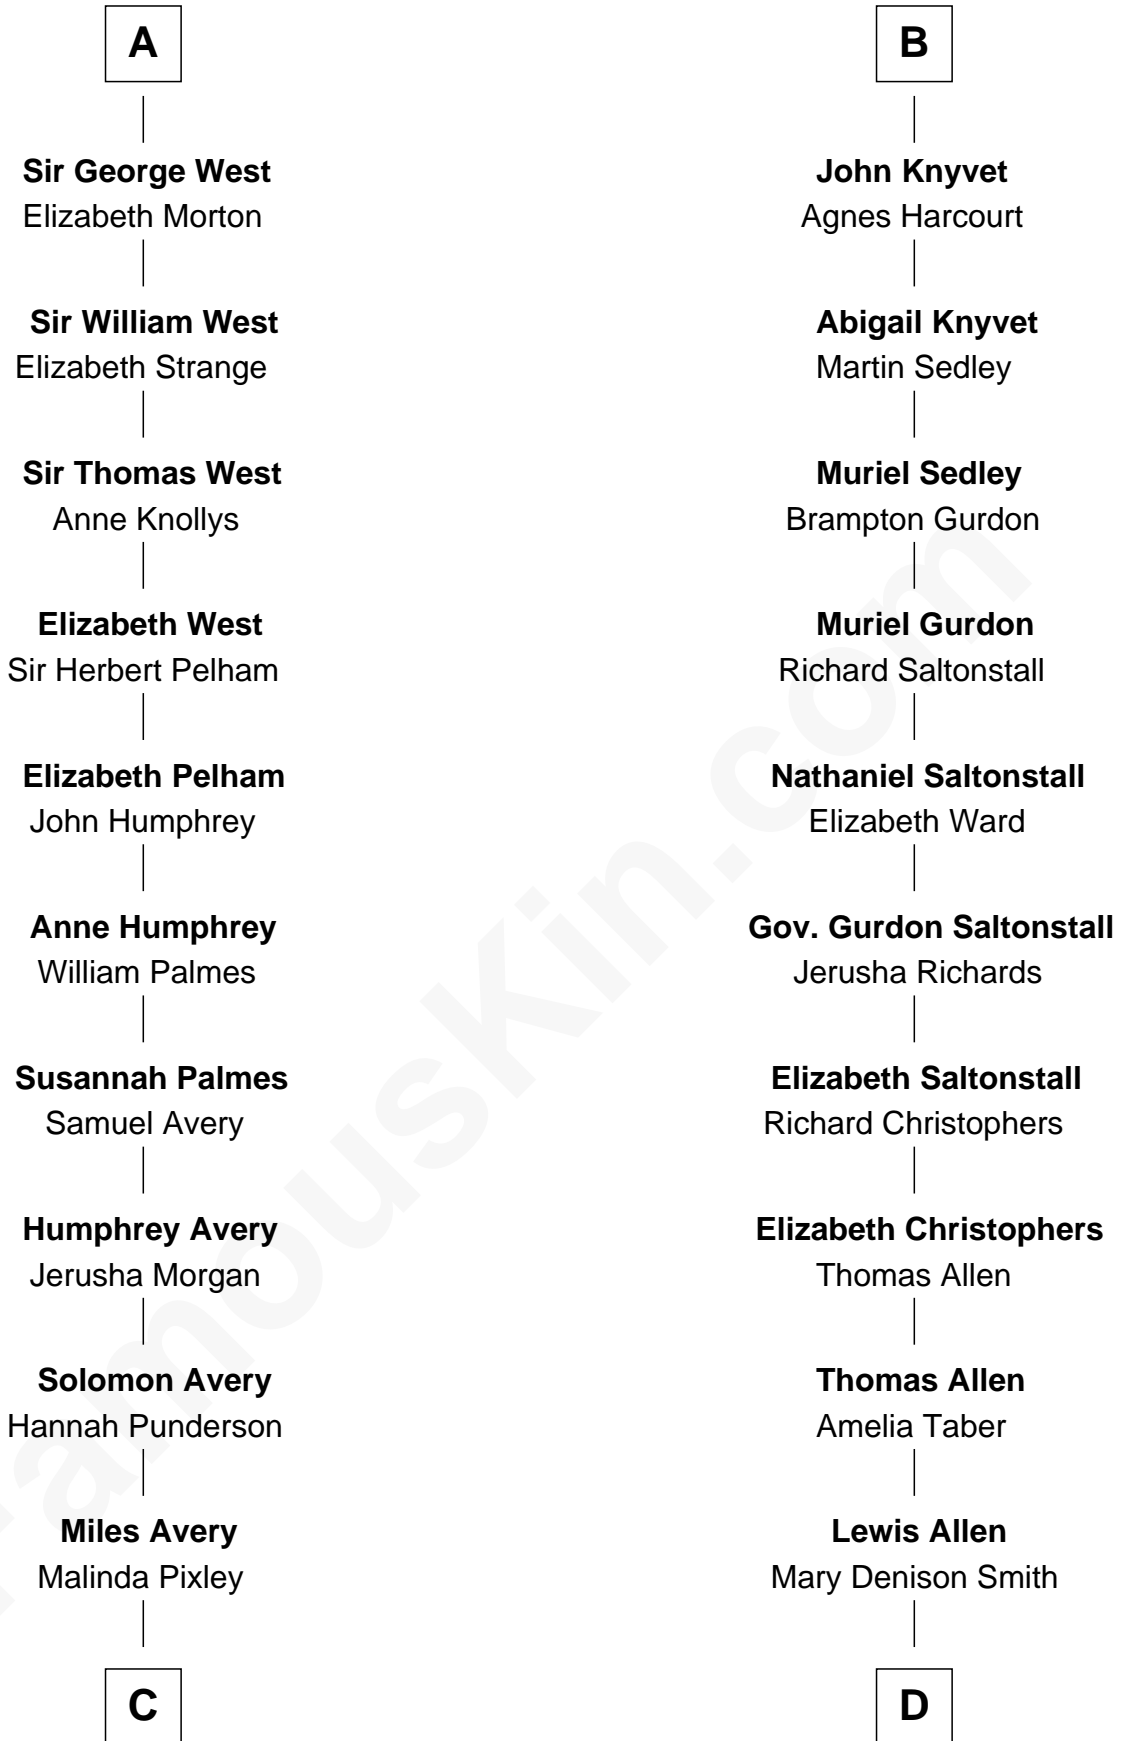 A
Sir George West
Elizabeth Morton
Sir William West
Elizabeth Strange
Sir Thomas West
Anne Knollys
Elizabeth West
Sir Herbert Pelham
Elizabeth Pelham
John Humphrey
Anne Humphrey
William Palmes
Susannah Palmes
Samuel Avery
Humphrey Avery
Jerusha Morgan
Solomon Avery
Hannah Punderson
Miles Avery
Malinda Pixley
C
B
John Knyvet
Agnes Harcourt
Abigail Knyvet
Martin Sedley
Muriel Sedley
Brampton Gurdon
Muriel Gurdon
Richard Saltonstall
Nathaniel Saltonstall
Elizabeth Ward
Gov. Gurdon Saltonstall
Jerusha Richards
Elizabeth Saltonstall
Richard Christophers
Elizabeth Christophers
Thomas Allen
Thomas Allen
Amelia Taber
Lewis Allen
Mary Denison Smith
D
FamousKin.com